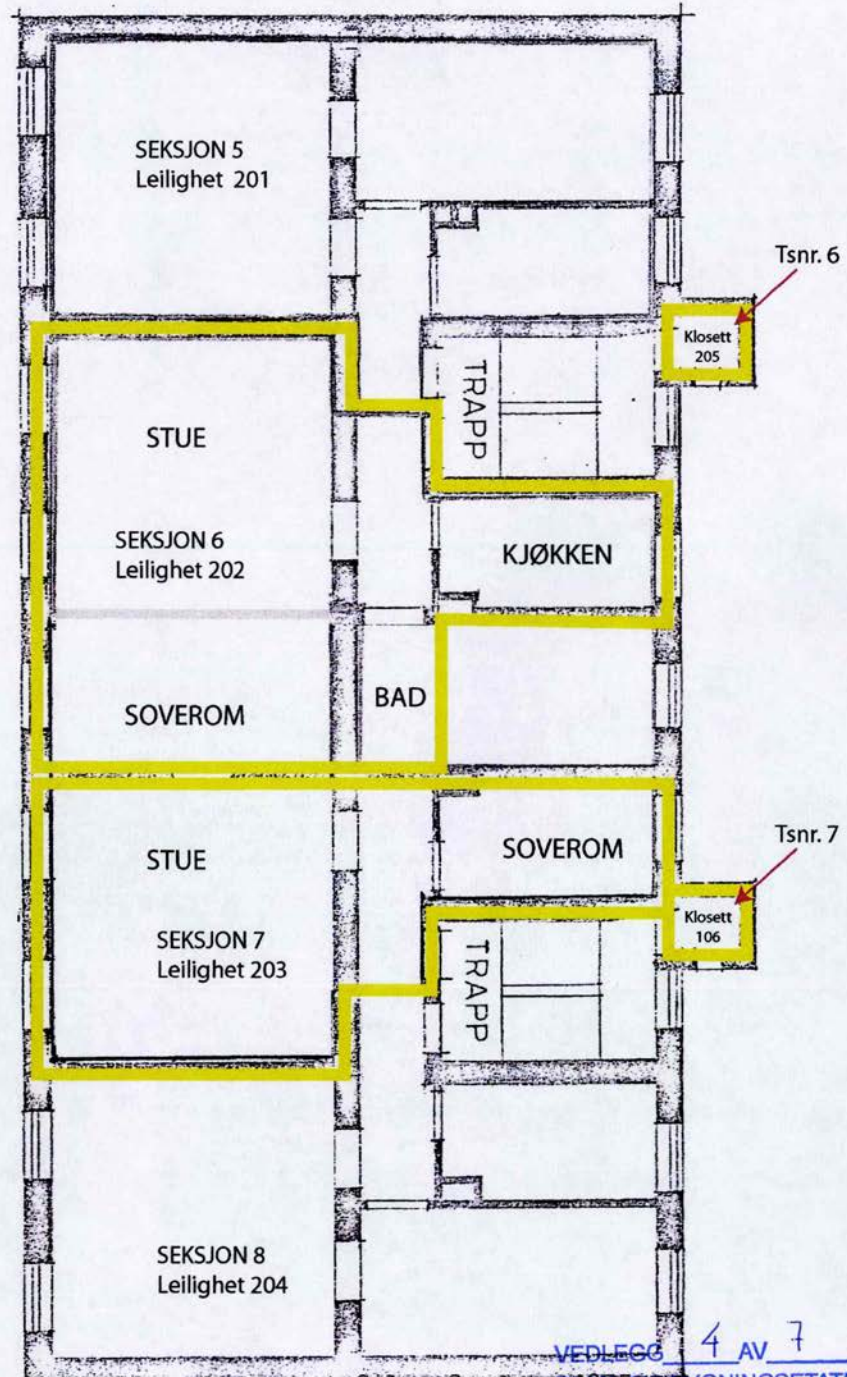 SEKSJON 5
Leilighet 201
Tsnr. 6
Klosett
205
TRAPP
STUE
SEKSJON 6
Leilighet 202
KJØKKEN
BAD
SOVEROM
STUE
SOVEROM
Tsnr. 7
Klosett
106
SEKSJON 7
Leilighet 203
TRAPP
SEKSJON 8
Leilighet 204
VEDLEGG 4 AV 7